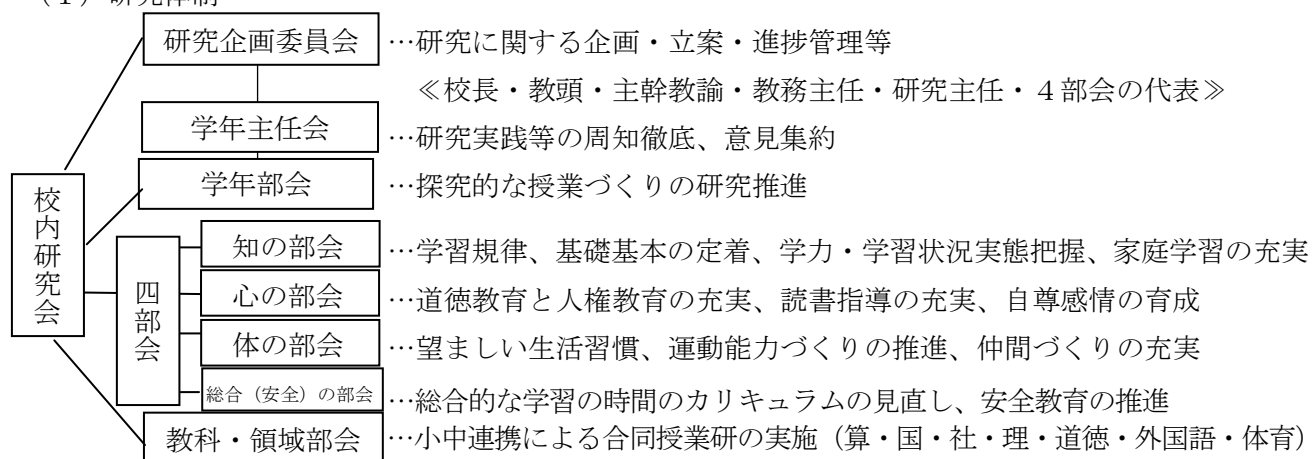 研究企画委員会 …研究に関する企画・立案・進捗管理等
≪校長・教頭・主幹教諭・教務主任・研究主任・４部会の代表≫
学年主任会 …研究実践等の周知徹底、意見集約
学年部会 …探究的な授業づくりの研究推進
校内研究会
四部会
知の部会 …学習規律、基礎基本の定着、学力・学習状況実態把握、家庭学習の充実
心の部会 …道徳教育と人権教育の充実、読書指導の充実、自尊感情の育成
体の部会 …望ましい生活習慣、運動能力づくりの推進、仲間づくりの充実
総合（安全）の部会 …総合的な学習の時間のカリキュラムの見直し、安全教育の推進
教科・領域部会 …小中連携による合同授業研の実施（算・国・社・理・道徳・外国語・体育）